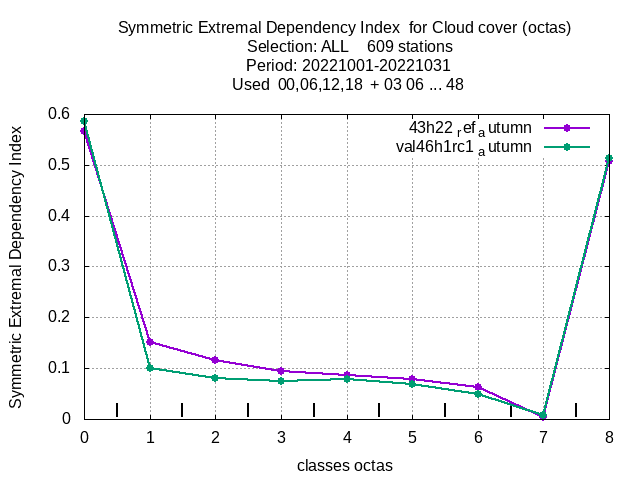 Symmetric Extremal Dependency Index for Cloud cover (octas)
Selection: ALL 609 stations
Period: 20221001-20221031
Used 00,06,12,18 + 03 06 ... 48
Symmetric Extremal Dependency Index
0.6
0.5
0.4
0.3
0.2
0.1
0
43h22 ref autumn
val46h1rc1 autumn
0 1 2 3 4 5 6 7 8
classes octas